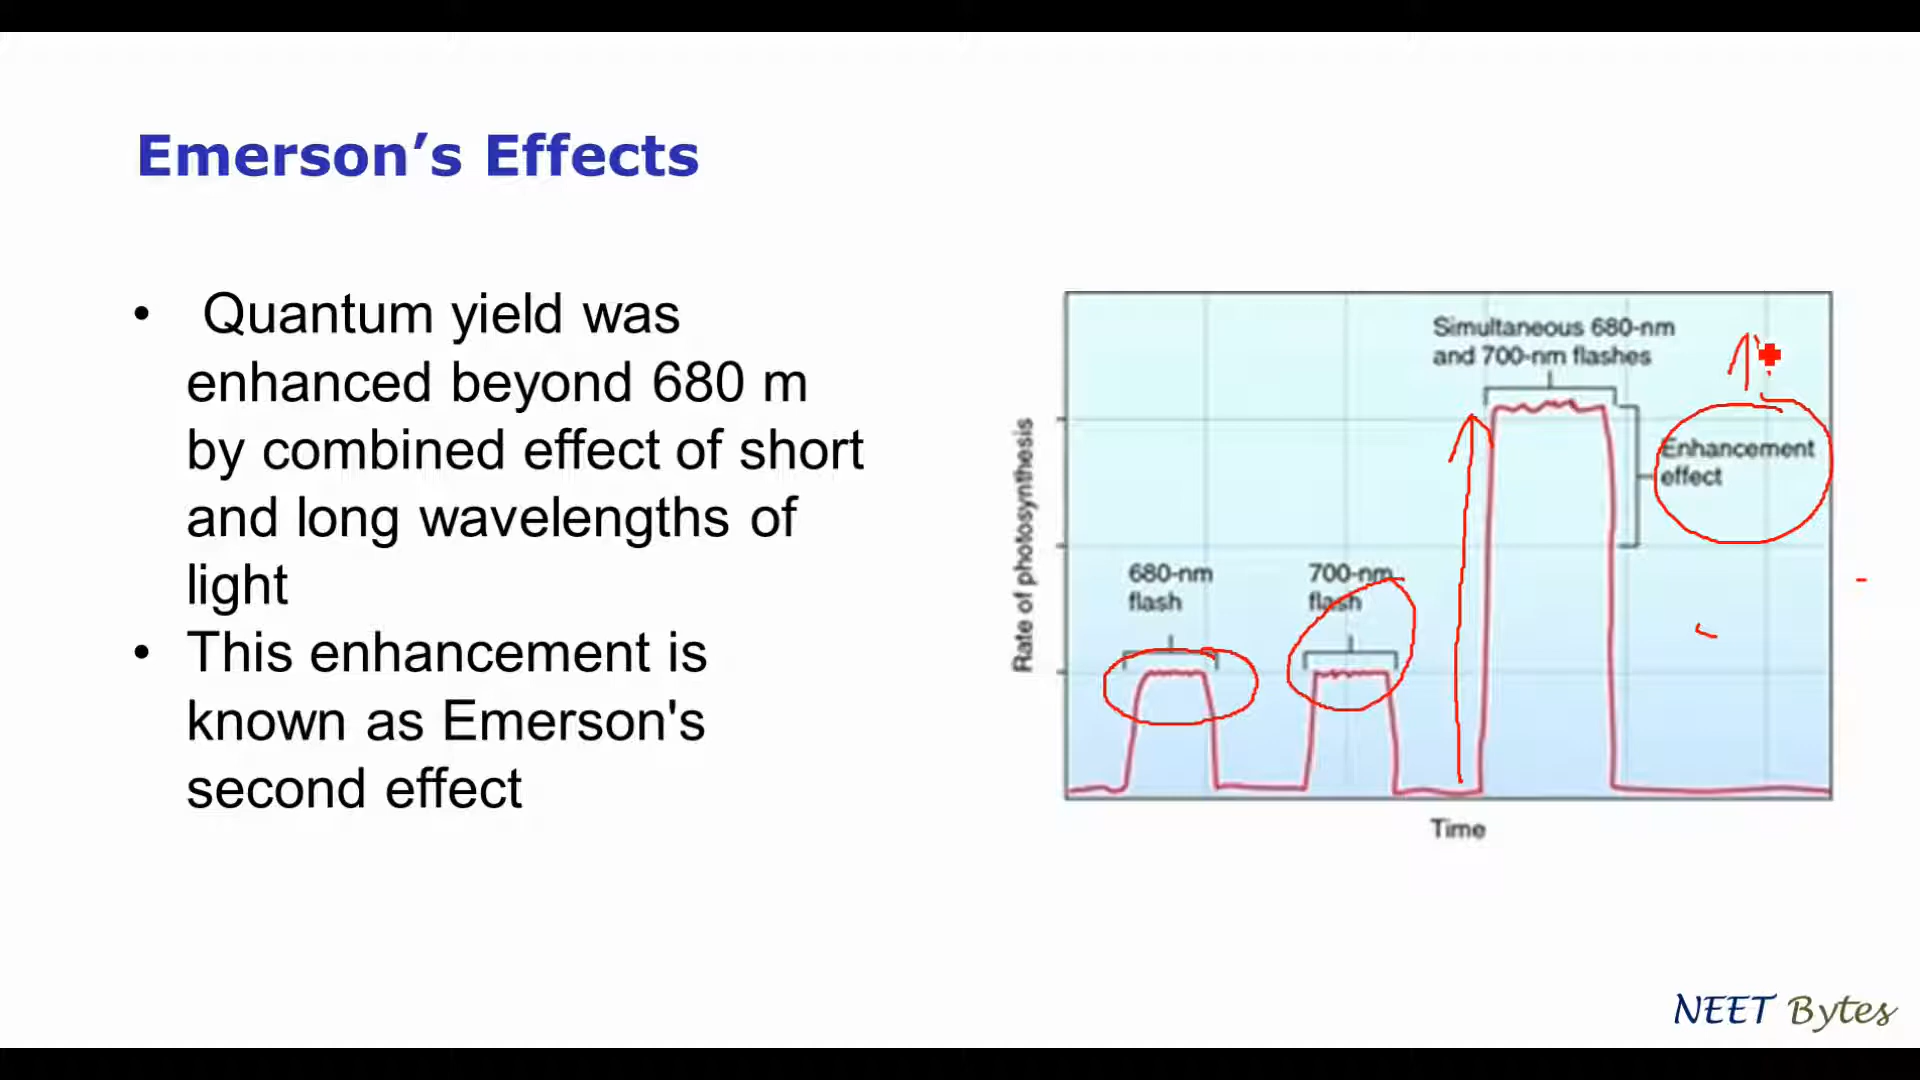 Emerson’s Effects
• Quantum yield was
enhanced beyond 680 m
by combined effect of short
and long wavelengths of
light
• This enhancement is
known as Emerson's
second effect
Simultaneous 680-nm
and 700-nm flashes
Enhancement
effect
680-nm
flash
700-nm
flash
Rate of photosynthesis
Time
NEET Bytes